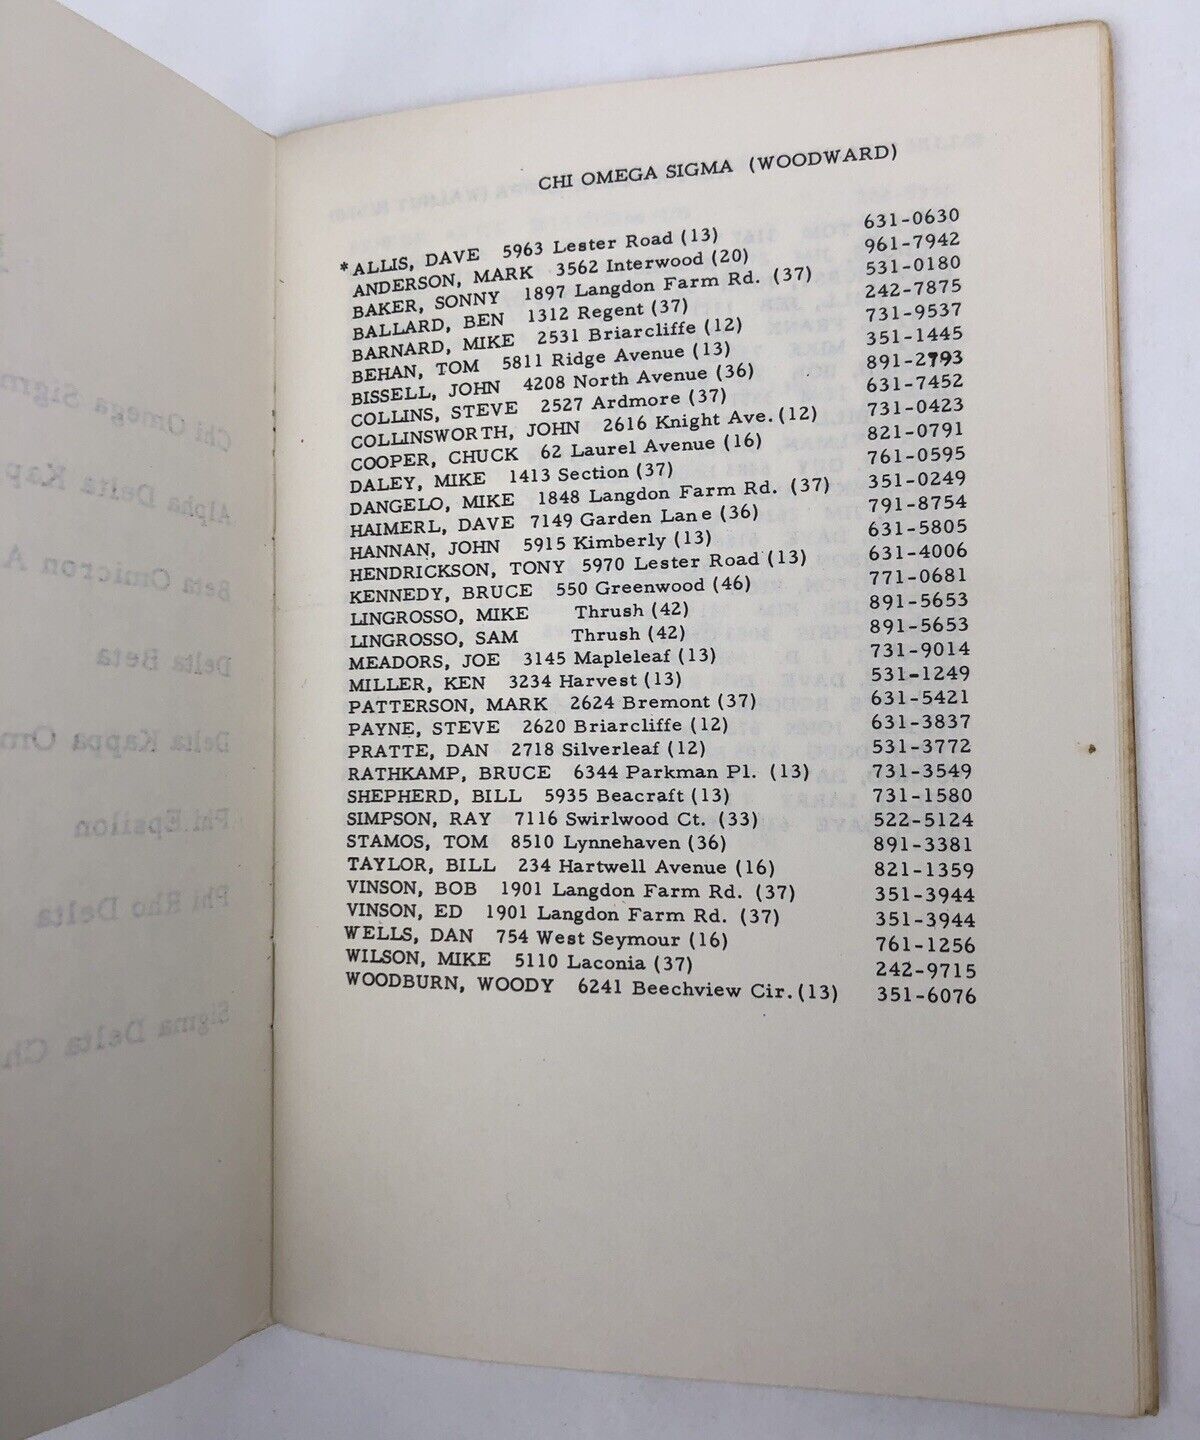 CHI OMEGA SIGMA (WOODWARD)
*ALLIS, DAVE 5963 Lester Road (13) 631-0630
ANDERSON, MARK 3562 Interwood (20) 961-7942
BAKER, SONNY 1897 Langdon Farm Rd. (37) 531-0180
BALLARD, BEN 1312 Regent (37) 242-7875
BARNARD, MIKE 2531 Briarcliffe (12) 731-9537
BEHAN, TOM 5811 Ridge Avenue (13) 351-1445
BISSELL, JOHN 4208 North Avenue (36) 891-2793
COLLINS, STEVE 2527 Ardmore (37) 631-7452
COLLINSWORTH, JOHN 2616 Knight Ave. (12) 731-0423
COOPER, CHUCK 62 Laurel Avenue (16) 821-0791
DALEY, MIKE 1413 Section (37) 761-0595
DANGELO, MIKE 1848 Langdon Farm Rd. (37) 351-0249
HAIMERL, DAVE 7149 Garden Lane (36) 791-8754
HANNAN, JOHN 5915 Kimberly (13) 631-5805
HENDRICKSON, TONY 5970 Lester Road (13) 631-4006
KENNEDY, BRUCE 550 Greenwood (46) 771-0681
LINGROSSO, MIKE Thrush (42) 891-5653
LINGROSSO, SAM Thrush (42) 891-5653
MEADORS, JOE 3145 Mapleleaf (13) 731-9014
MILLER, KEN 3234 Harvest (13) 531-1249
PATTERSON, MARK 2624 Bremont (37) 631-5421
PAYNE, STEVE 2620 Briarcliffe (12) 631-3837
PRATTE, DAN 2718 Silverleaf (12) 531-3772
RATHKAMP, BRUCE 6344 Parkman Pl. (13) 731-3549
SHEPHERD, BILL 5935 Beacraft (13) 731-1580
SIMPSON, RAY 7116 Swirlwood Ct. (33) 522-5124
STAMOS, TOM 8510 Lynnehaven (36) 891-3381
TAYLOR, BILL 234 Hartwell Avenue (16) 821-1359
VINSON, BOB 1901 Langdon Farm Rd. (37) 351-3944
VINSON, ED 1901 Langdon Farm Rd. (37) 351-3944
WELLS, DAN 754 West Seymour (16) 761-1256
WILSON, MIKE 5110 Laconia (37) 242-9715
WOODBURN, WOODY 6241 Beechview Cir. (13) 351-6076